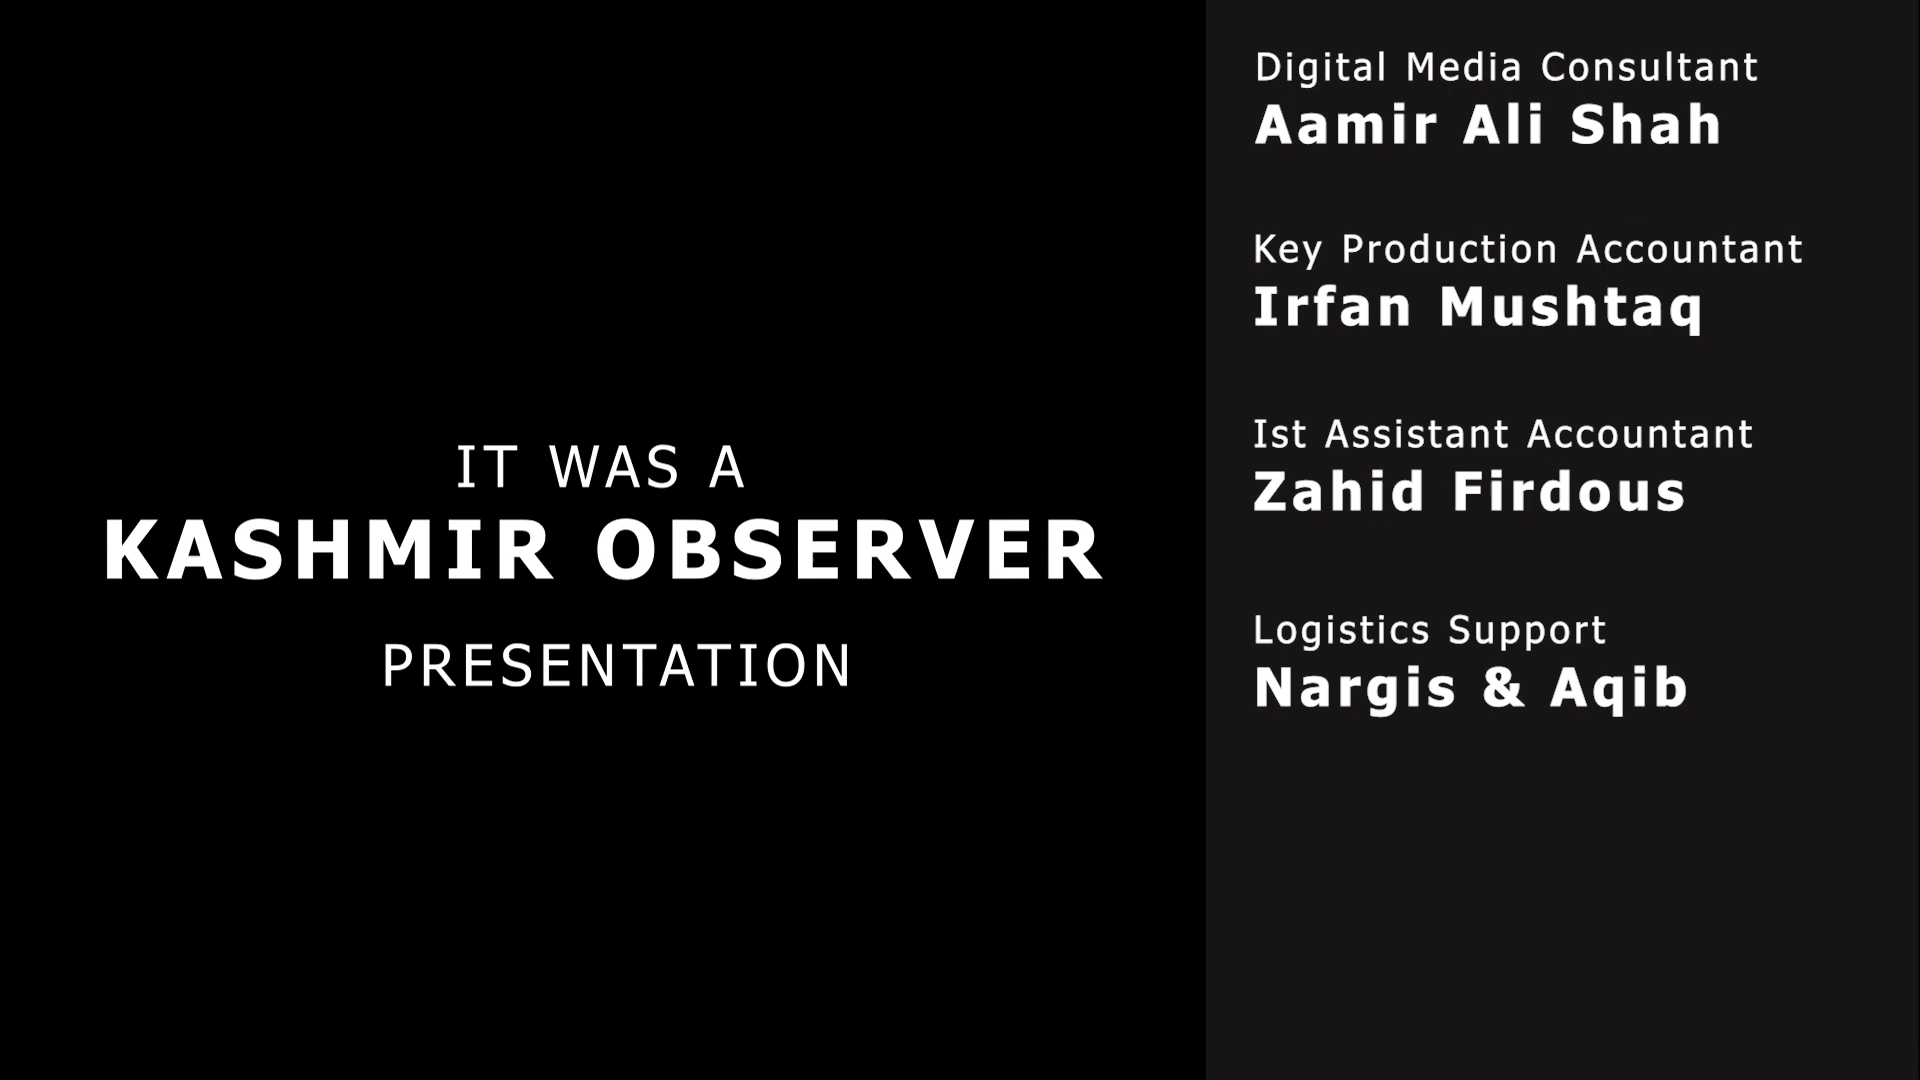 IT WAS A
KASHMIR OBSERVER
PRESENTATION
Digital Media Consultant
Aamir Ali Shah
Key Production Accountant
Irfan Mushtaq
Ist Assistant Accountant
Zahid Firdous
Logistics Support
Nargis & Aqib